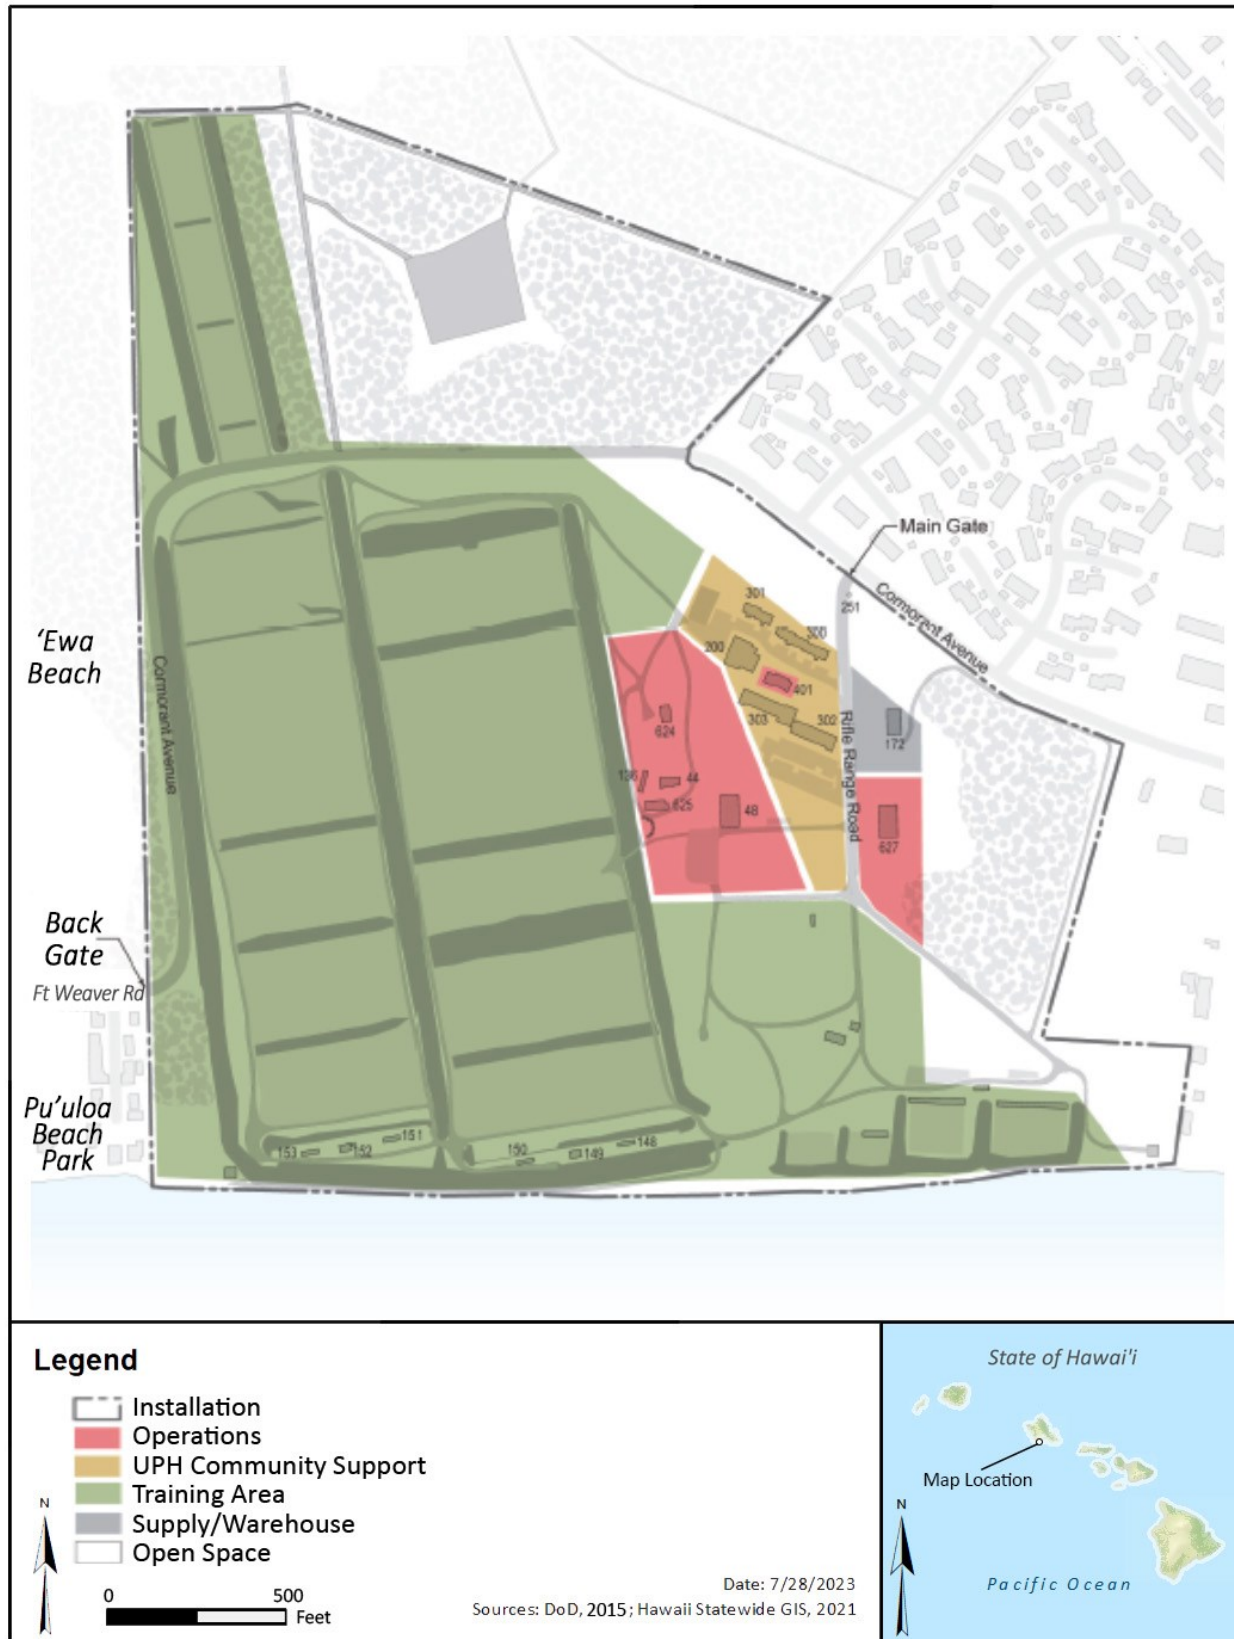 Main Gate
301
251
Cormorant Avenue
200
'Ewa
Beach
401
Cormorant Avenue
303
302
Rifle Range Road
624
172
136
44
625
48
627
Back
Gate
Ft Weaver Rd
Pu'uloa
Beach
Park
153
152
151
150
149
148
Legend
Installation
Operations
UPH Community Support
Training Area
Supply/Warehouse
Open Space
N
0 500
Feet
Date: 7/28/2023
Sources: DoD, 2015; Hawaii Statewide GIS, 2021
State of Hawai'i
Map Location
N
Pacific Ocean